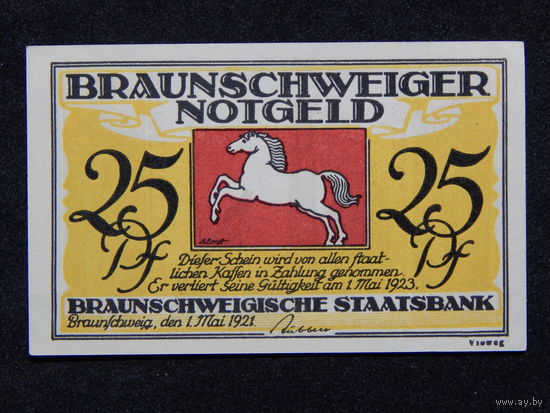 BRAUNSCHWEIGER
NOTGELD
25 Pf
25 Pf
Dieser Schein wird von allen staat-
lichen Kassen in Zahlung genommen.
Er verliert Seine Gültigkeit am 1. Mai 1923.
BRAUNSCHWEIGISCHE STAATSBANK
Braunschweig, den 1. Mai 1921.
Vieweg
http://www.ay.by/